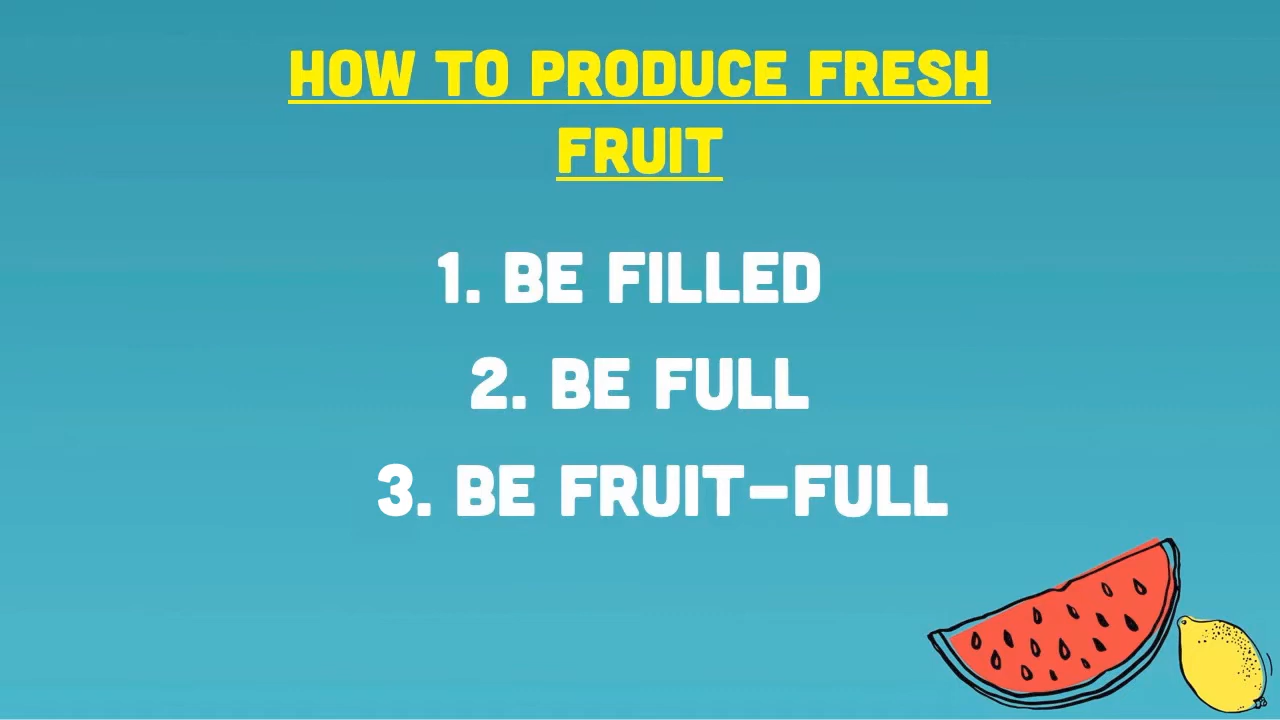 HOW TO PRODUCE FRESH
FRUIT
1. BE FILLED
2. BE FULL
3. BE FRUIT-FULL